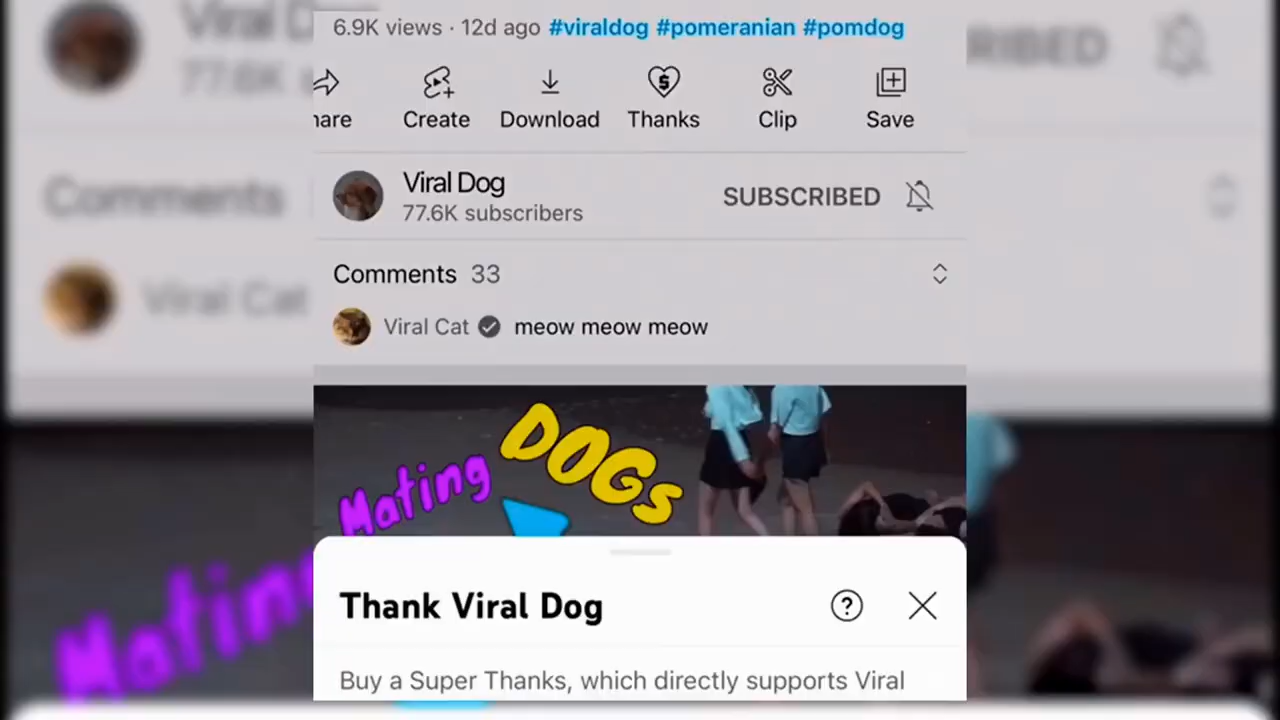 6.9K views · 12d ago #viraldog #pomeranian #pomdog
hare Create Download Thanks Clip Save
Viral Dog
77.6K subscribers
SUBSCRIBED
Comments 33
Viral Cat meow meow meow
Mating DOGs
Thank Viral Dog
Buy a Super Thanks, which directly supports Viral